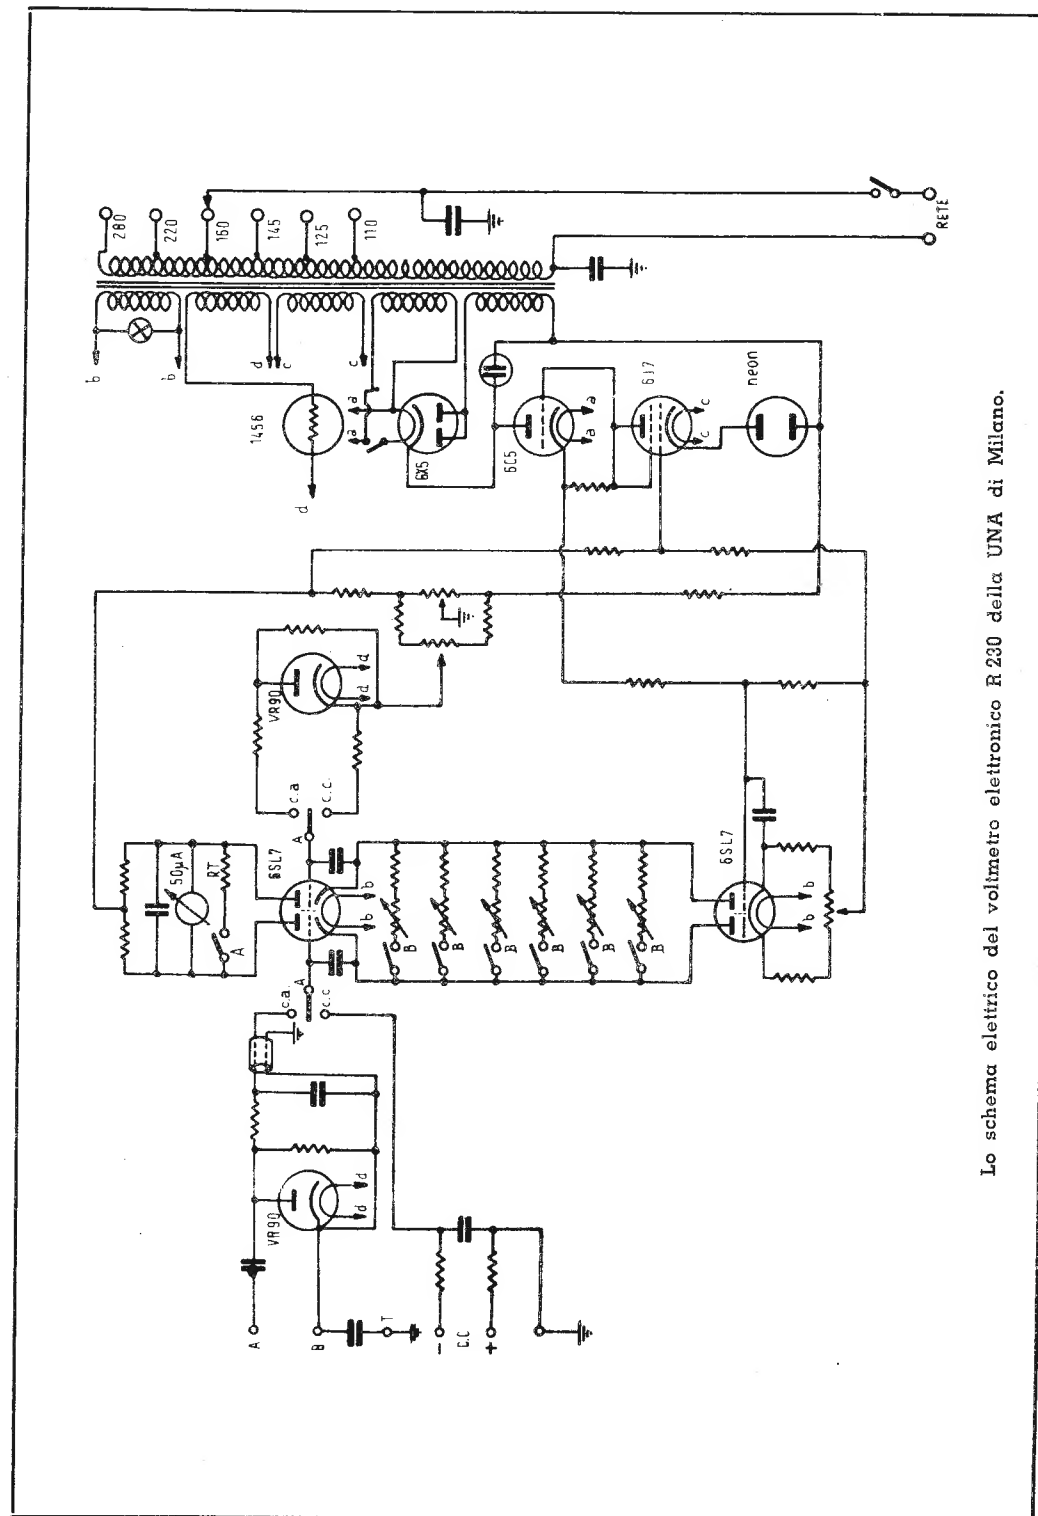 280
220
160
145
125
110
RETE
b
b
d
c
c
1456
d
a
a
6X5
6C5
a
a
6J7
c
c
neon
VR90
d
d
c.a
c.c.
A
50µA
RT
A
6SL7
b
b
B
B
B
B
B
B
6SL7
b
b
A
c.a.
c.c
VR90
d
d
A
B
T
-
C.C
+
Lo schema elettrico del voltmetro elettronico R 230 della UNA di Milano.